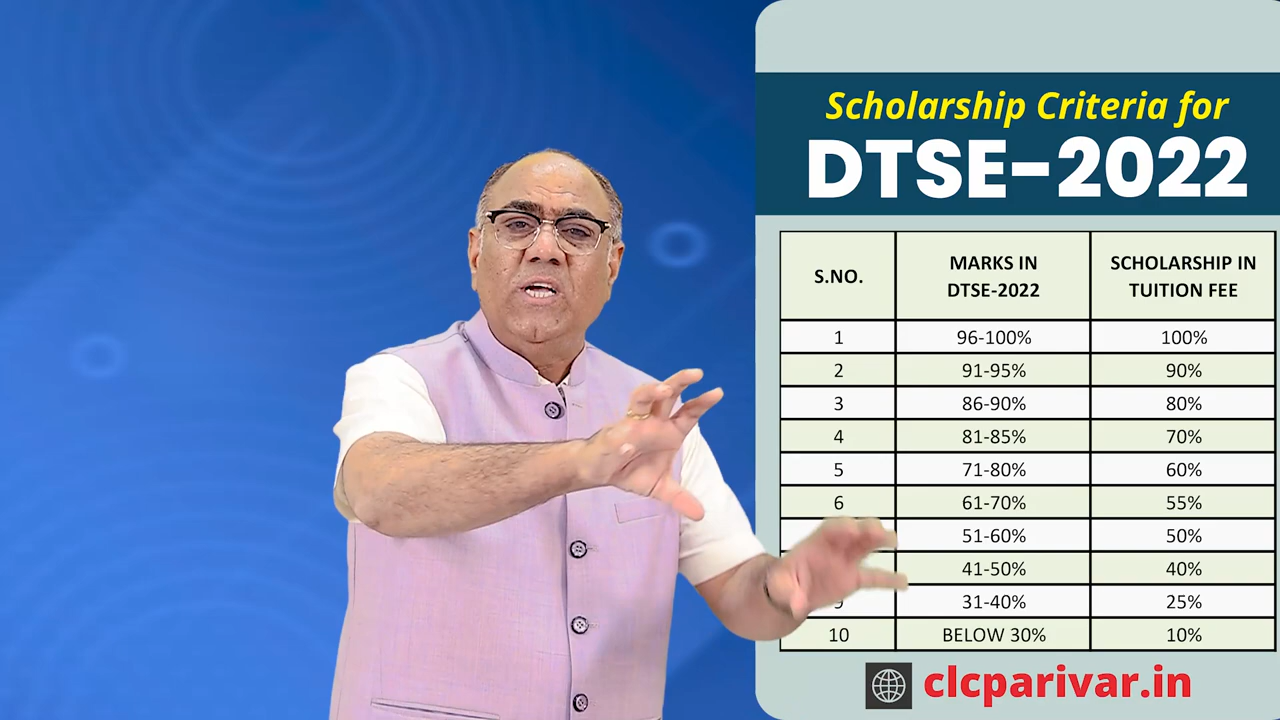 Scholarship Criteria for
DTSE-2022
S.NO. MARKS IN DTSE-2022 SCHOLARSHIP IN TUITION FEE
1 96-100% 100%
2 91-95% 90%
3 86-90% 80%
4 81-85% 70%
5 71-80% 60%
6 61-70% 55%
51-60% 50%
41-50% 40%
9 31-40% 25%
10 BELOW 30% 10%
clcparivar.in